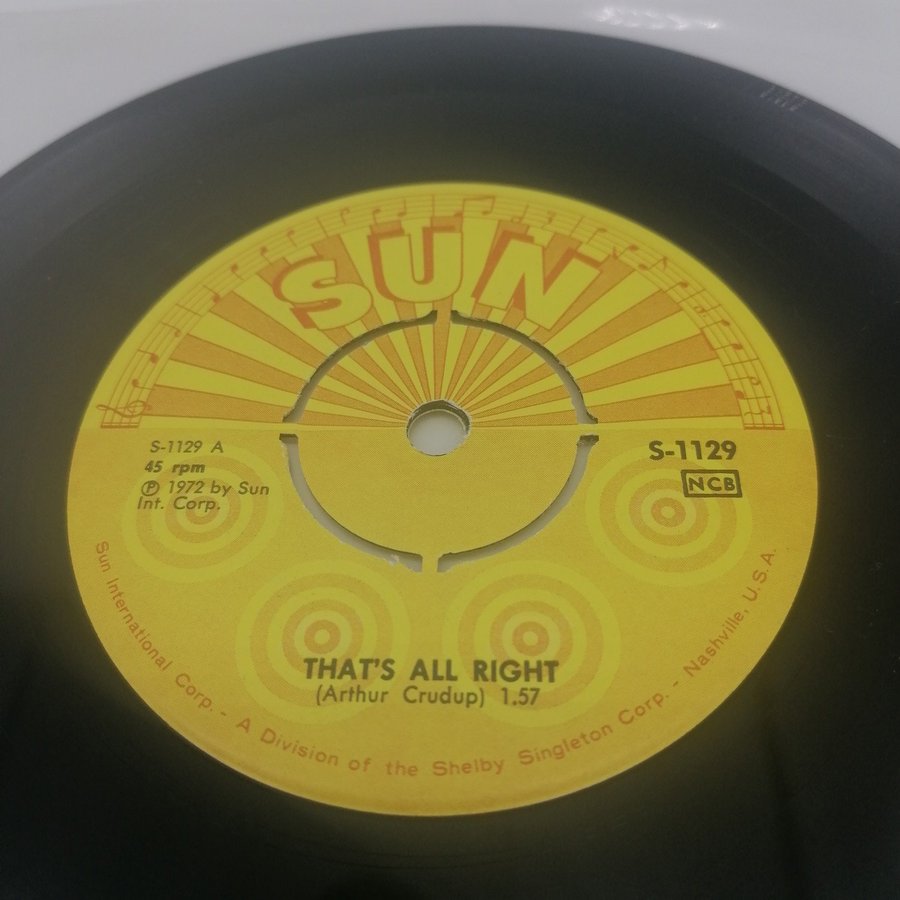 SUN
S-1129 A
45 rpm
℗ 1972 by Sun
Int. Corp.
S-1129
NCB
THAT'S ALL RIGHT
(Arthur Crudup) 1.57
Sun International Corp. - A Division of the Shelby Singleton Corp. - Nashville, U.S.A.